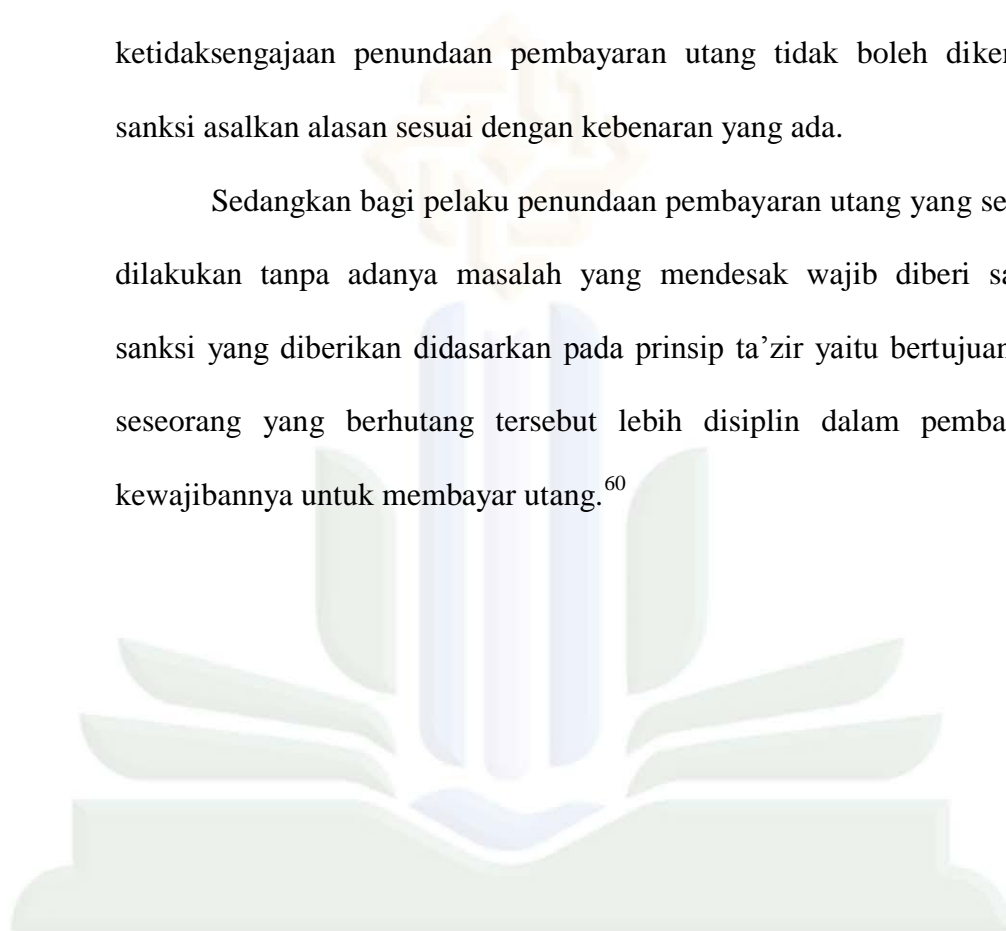 ketidaksengajaan penundaan pembayaran utang tidak boleh diken
sanksi asalkan alasan sesuai dengan kebenaran yang ada.
Sedangkan bagi pelaku penundaan pembayaran utang yang se
dilakukan tanpa adanya masalah yang mendesak wajib diberi sa
sanksi yang diberikan didasarkan pada prinsip ta’zir yaitu bertujuan
seseorang yang berhutang tersebut lebih disiplin dalam pemba
kewajibannya untuk membayar utang.60